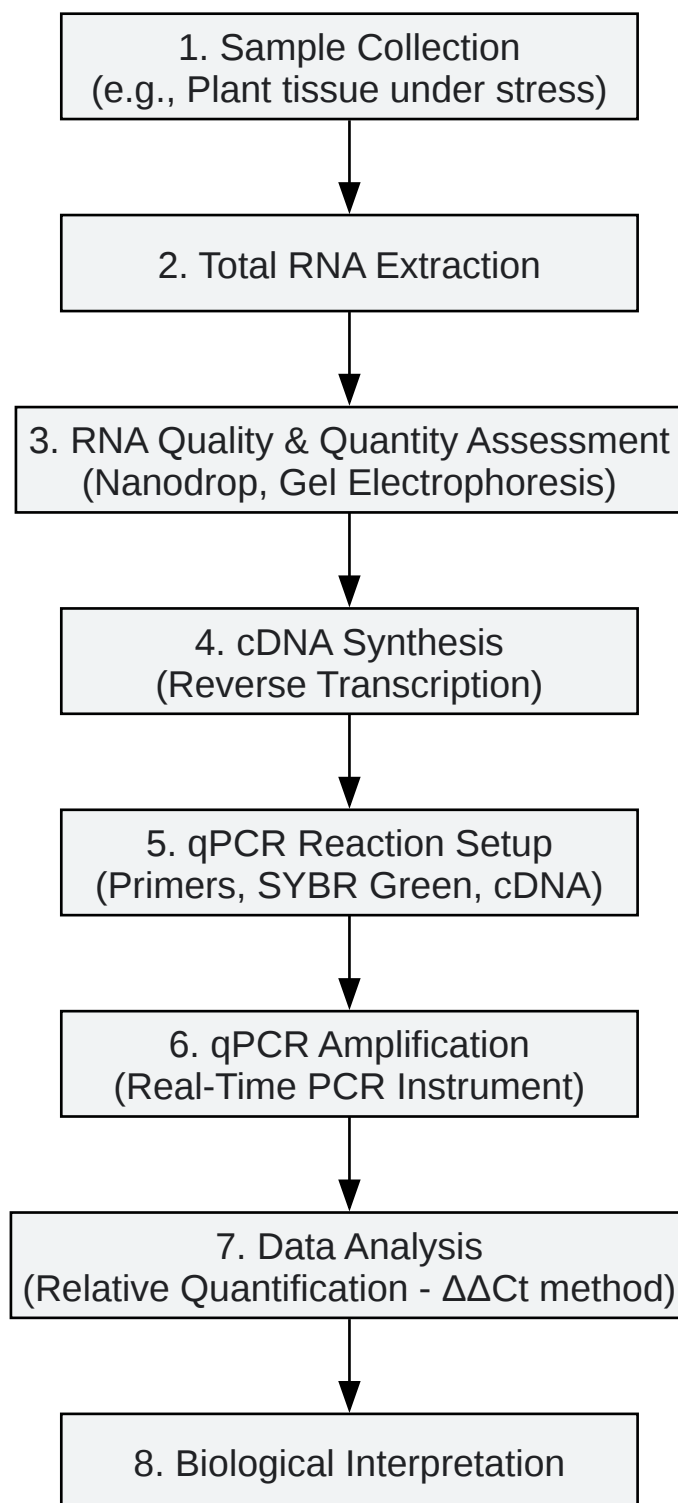 1. Sample Collection
(e.g., Plant tissue under stress)
2. Total RNA Extraction
3. RNA Quality & Quantity Assessment
(Nanodrop, Gel Electrophoresis)
4. cDNA Synthesis
(Reverse Transcription)
5. qPCR Reaction Setup
(Primers, SYBR Green, cDNA)
6. qPCR Amplification
(Real-Time PCR Instrument)
7. Data Analysis
(Relative Quantification - ΔΔCt method)
8. Biological Interpretation